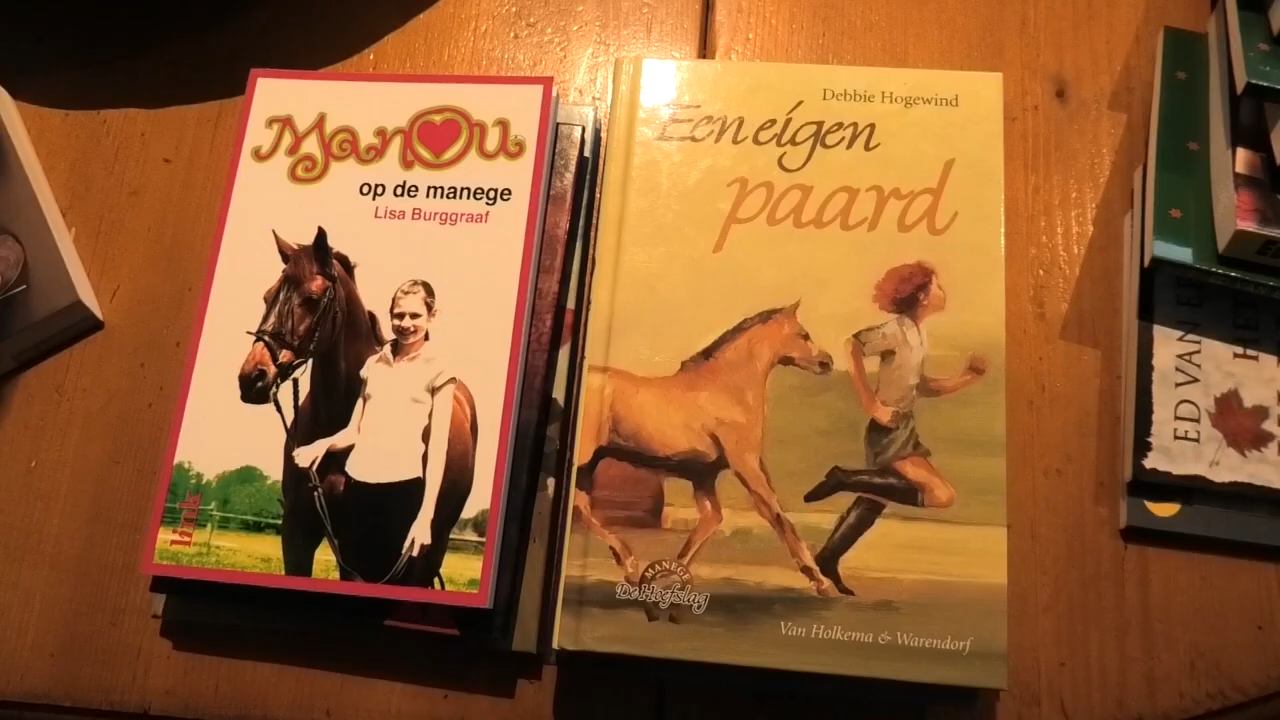 Manou
op de manege
Lisa Burggraaf
Debbie Hogewind
Een eigen
paard
MANEGE
De Hoefslag
Van Holkema & Warendorf
ED VAN